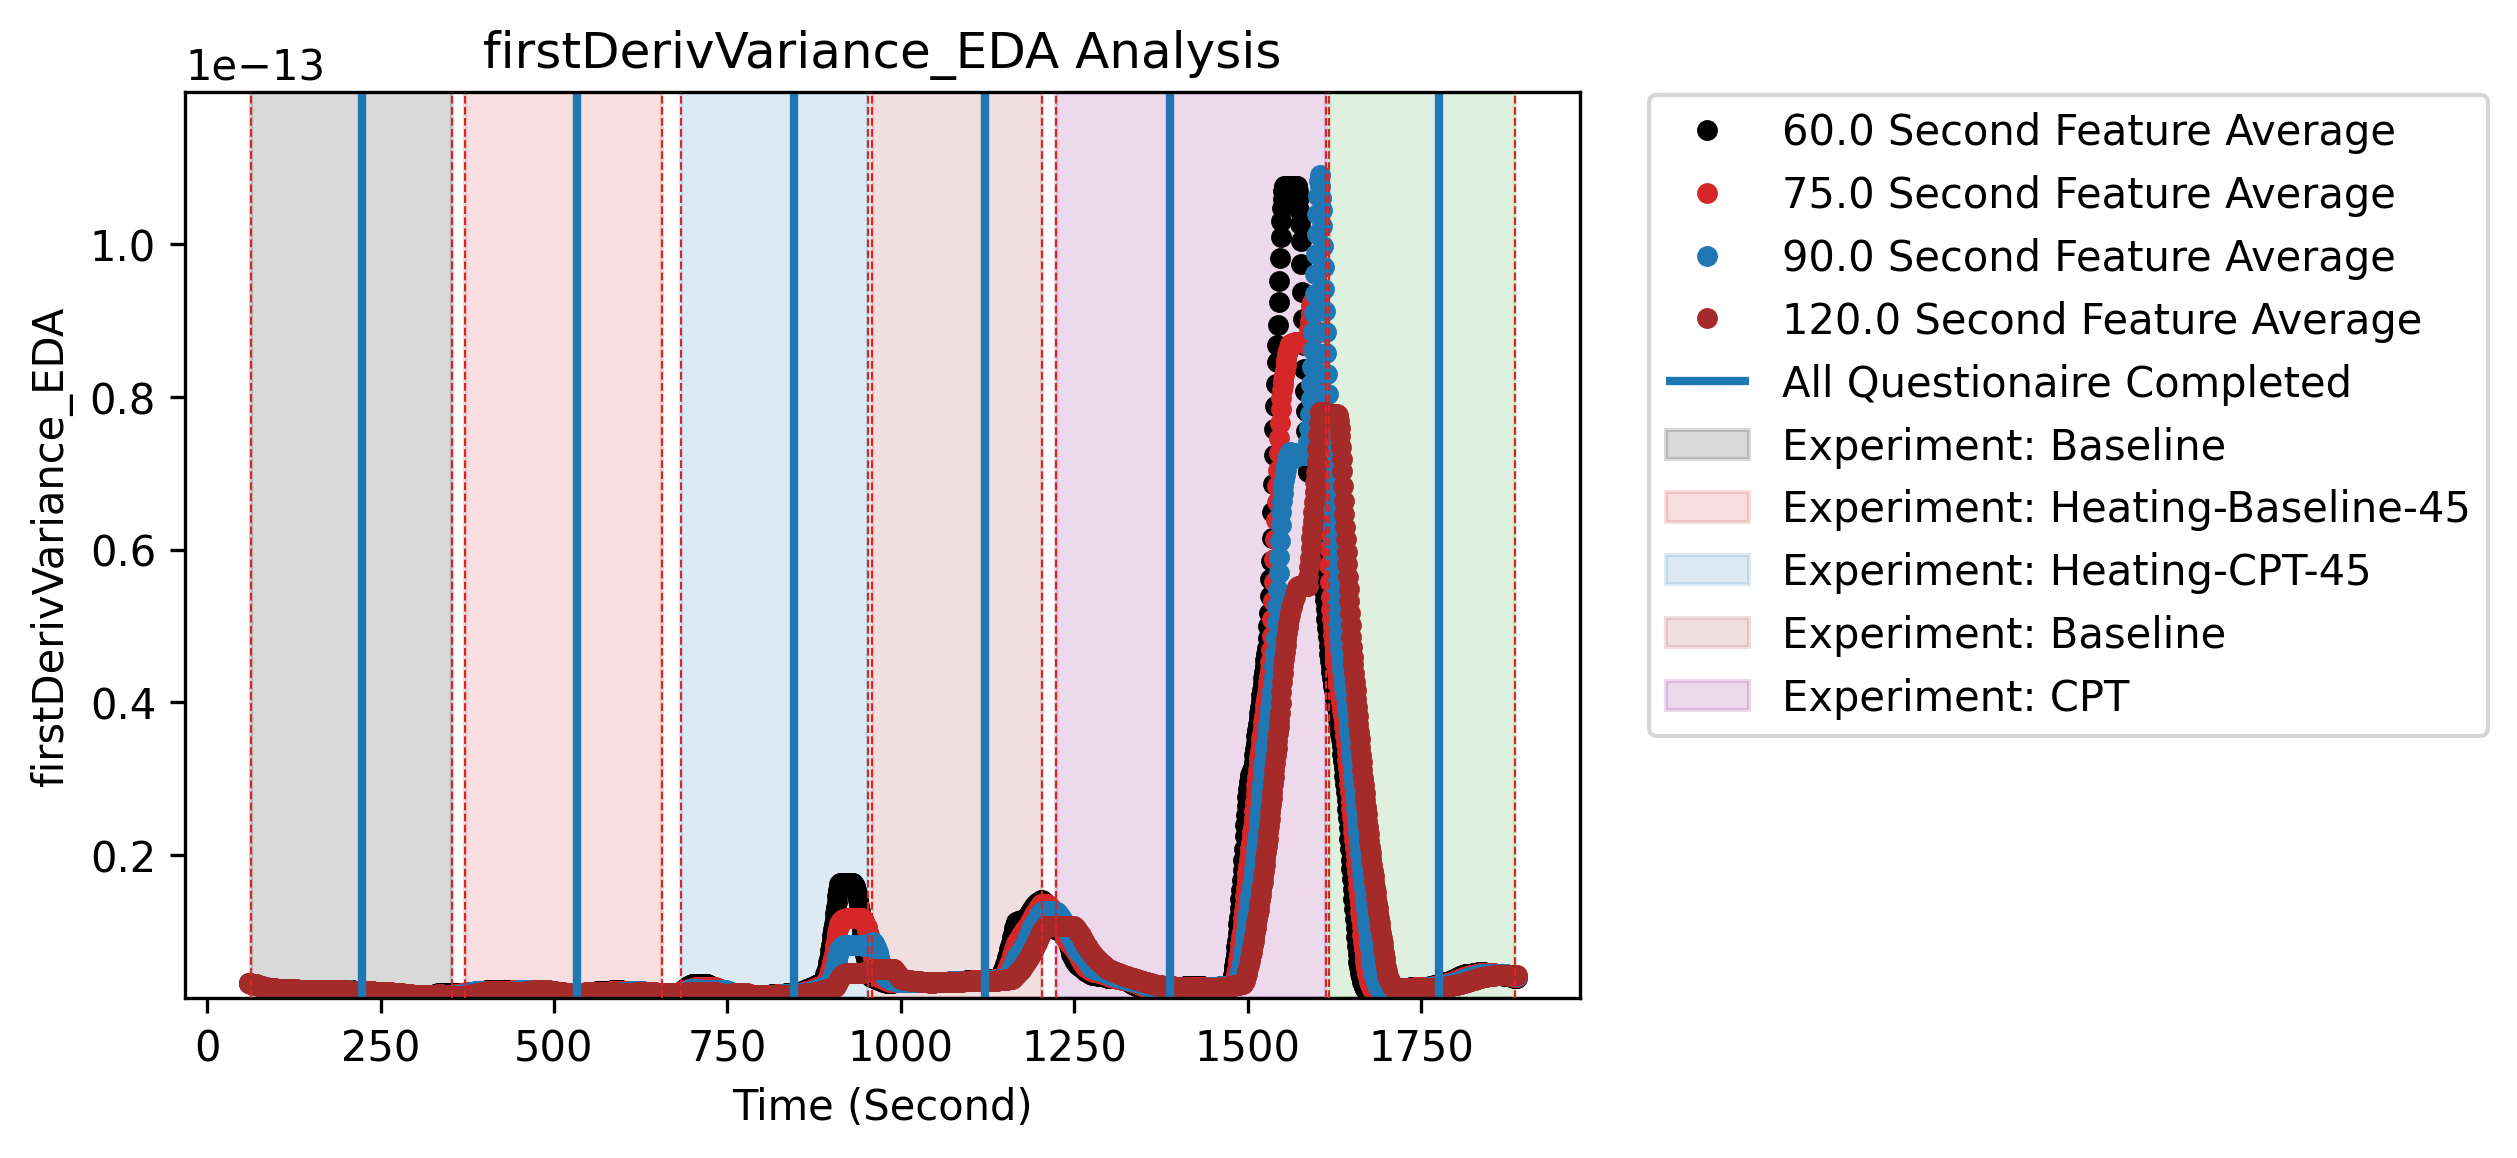 firstDerivVariance_EDA Analysis
1e−13
1.0
0.8
0.6
0.4
0.2
firstDerivVariance_EDA
0 250 500 750 1000 1250 1500 1750
Time (Second)
60.0 Second Feature Average
75.0 Second Feature Average
90.0 Second Feature Average
120.0 Second Feature Average
All Questionaire Completed
Experiment: Baseline
Experiment: Heating-Baseline-45
Experiment: Heating-CPT-45
Experiment: Baseline
Experiment: CPT